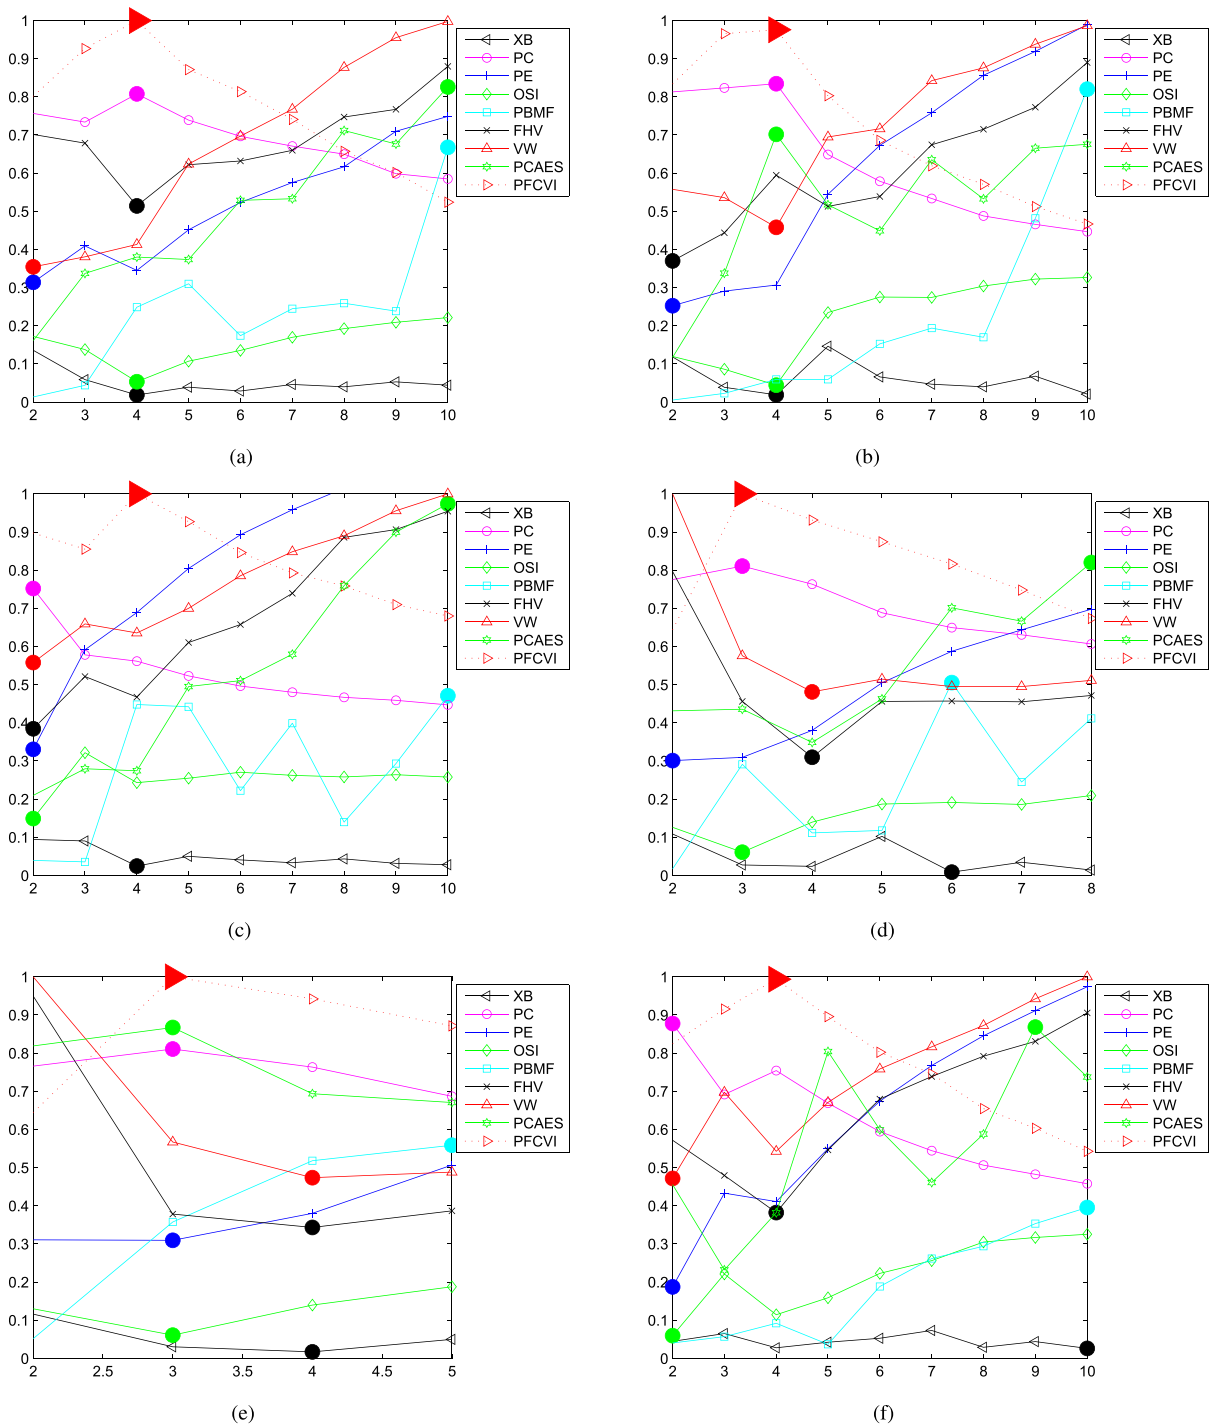 1
0.9
0.8
0.7
0.6
0.5
0.4
0.3
0.2
0.1
0
2 3 4 5 6 7 8 9 10
XB
PC
PE
OSI
PBMF
FHV
VW
PCAES
PFCVI
(a)
1
0.9
0.8
0.7
0.6
0.5
0.4
0.3
0.2
0.1
0
2 3 4 5 6 7 8 9 10
XB
PC
PE
OSI
PBMF
FHV
VW
PCAES
PFCVI
(b)
1
0.9
0.8
0.7
0.6
0.5
0.4
0.3
0.2
0.1
0
2 3 4 5 6 7 8 9 10
XB
PC
PE
OSI
PBMF
FHV
VW
PCAES
PFCVI
(c)
1
0.9
0.8
0.7
0.6
0.5
0.4
0.3
0.2
0.1
0
2 3 4 5 6 7 8
XB
PC
PE
OSI
PBMF
FHV
VW
PCAES
PFCVI
(d)
1
0.9
0.8
0.7
0.6
0.5
0.4
0.3
0.2
0.1
0
2 2.5 3 3.5 4 4.5 5
XB
PC
PE
OSI
PBMF
FHV
VW
PCAES
PFCVI
(e)
1
0.9
0.8
0.7
0.6
0.5
0.4
0.3
0.2
0.1
0
2 3 4 5 6 7 8 9 10
XB
PC
PE
OSI
PBMF
FHV
VW
PCAES
PFCVI
(f)